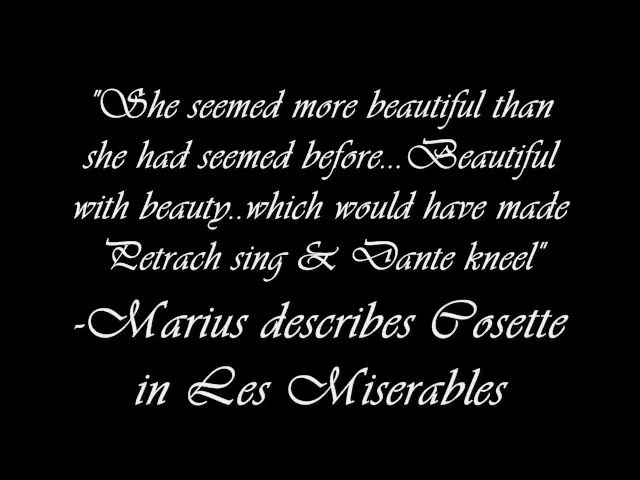 "She seemed more beautiful than
she had seemed before...Beautiful
with beauty..which would have made
Petrach sing & Dante kneel"
-Marius describes Cosette
in Les Miserables